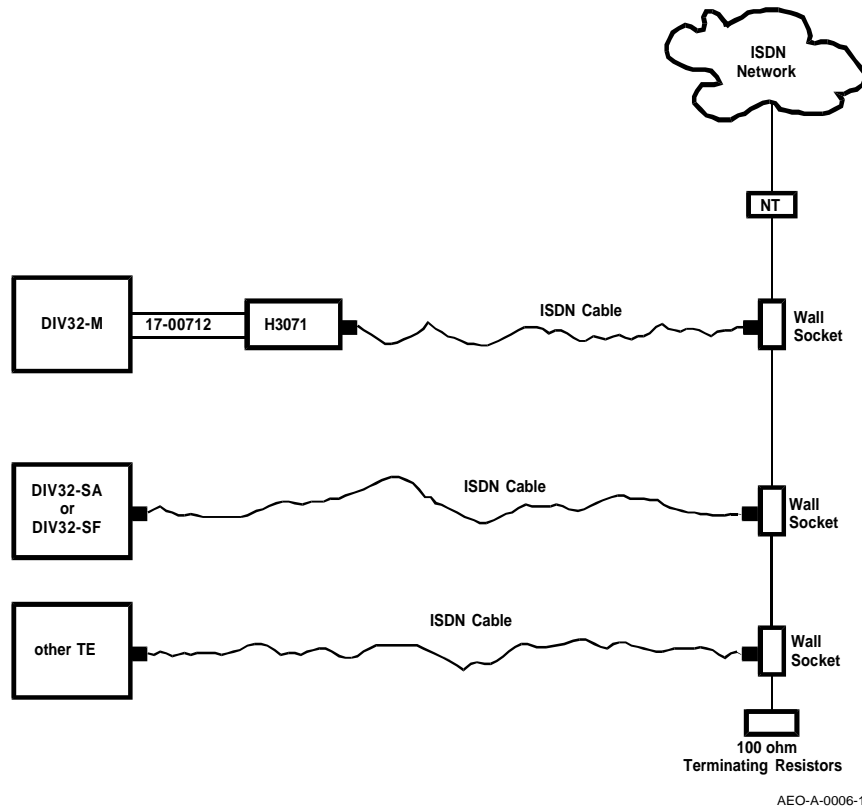 ISDN
Network
NT
DIV32-M
17-00712
H3071
ISDN Cable
Wall
Socket
DIV32-SA
or
DIV32-SF
ISDN Cable
Wall
Socket
other TE
ISDN Cable
Wall
Socket
100 ohm
Terminating Resistors
AEO-A-0006-1